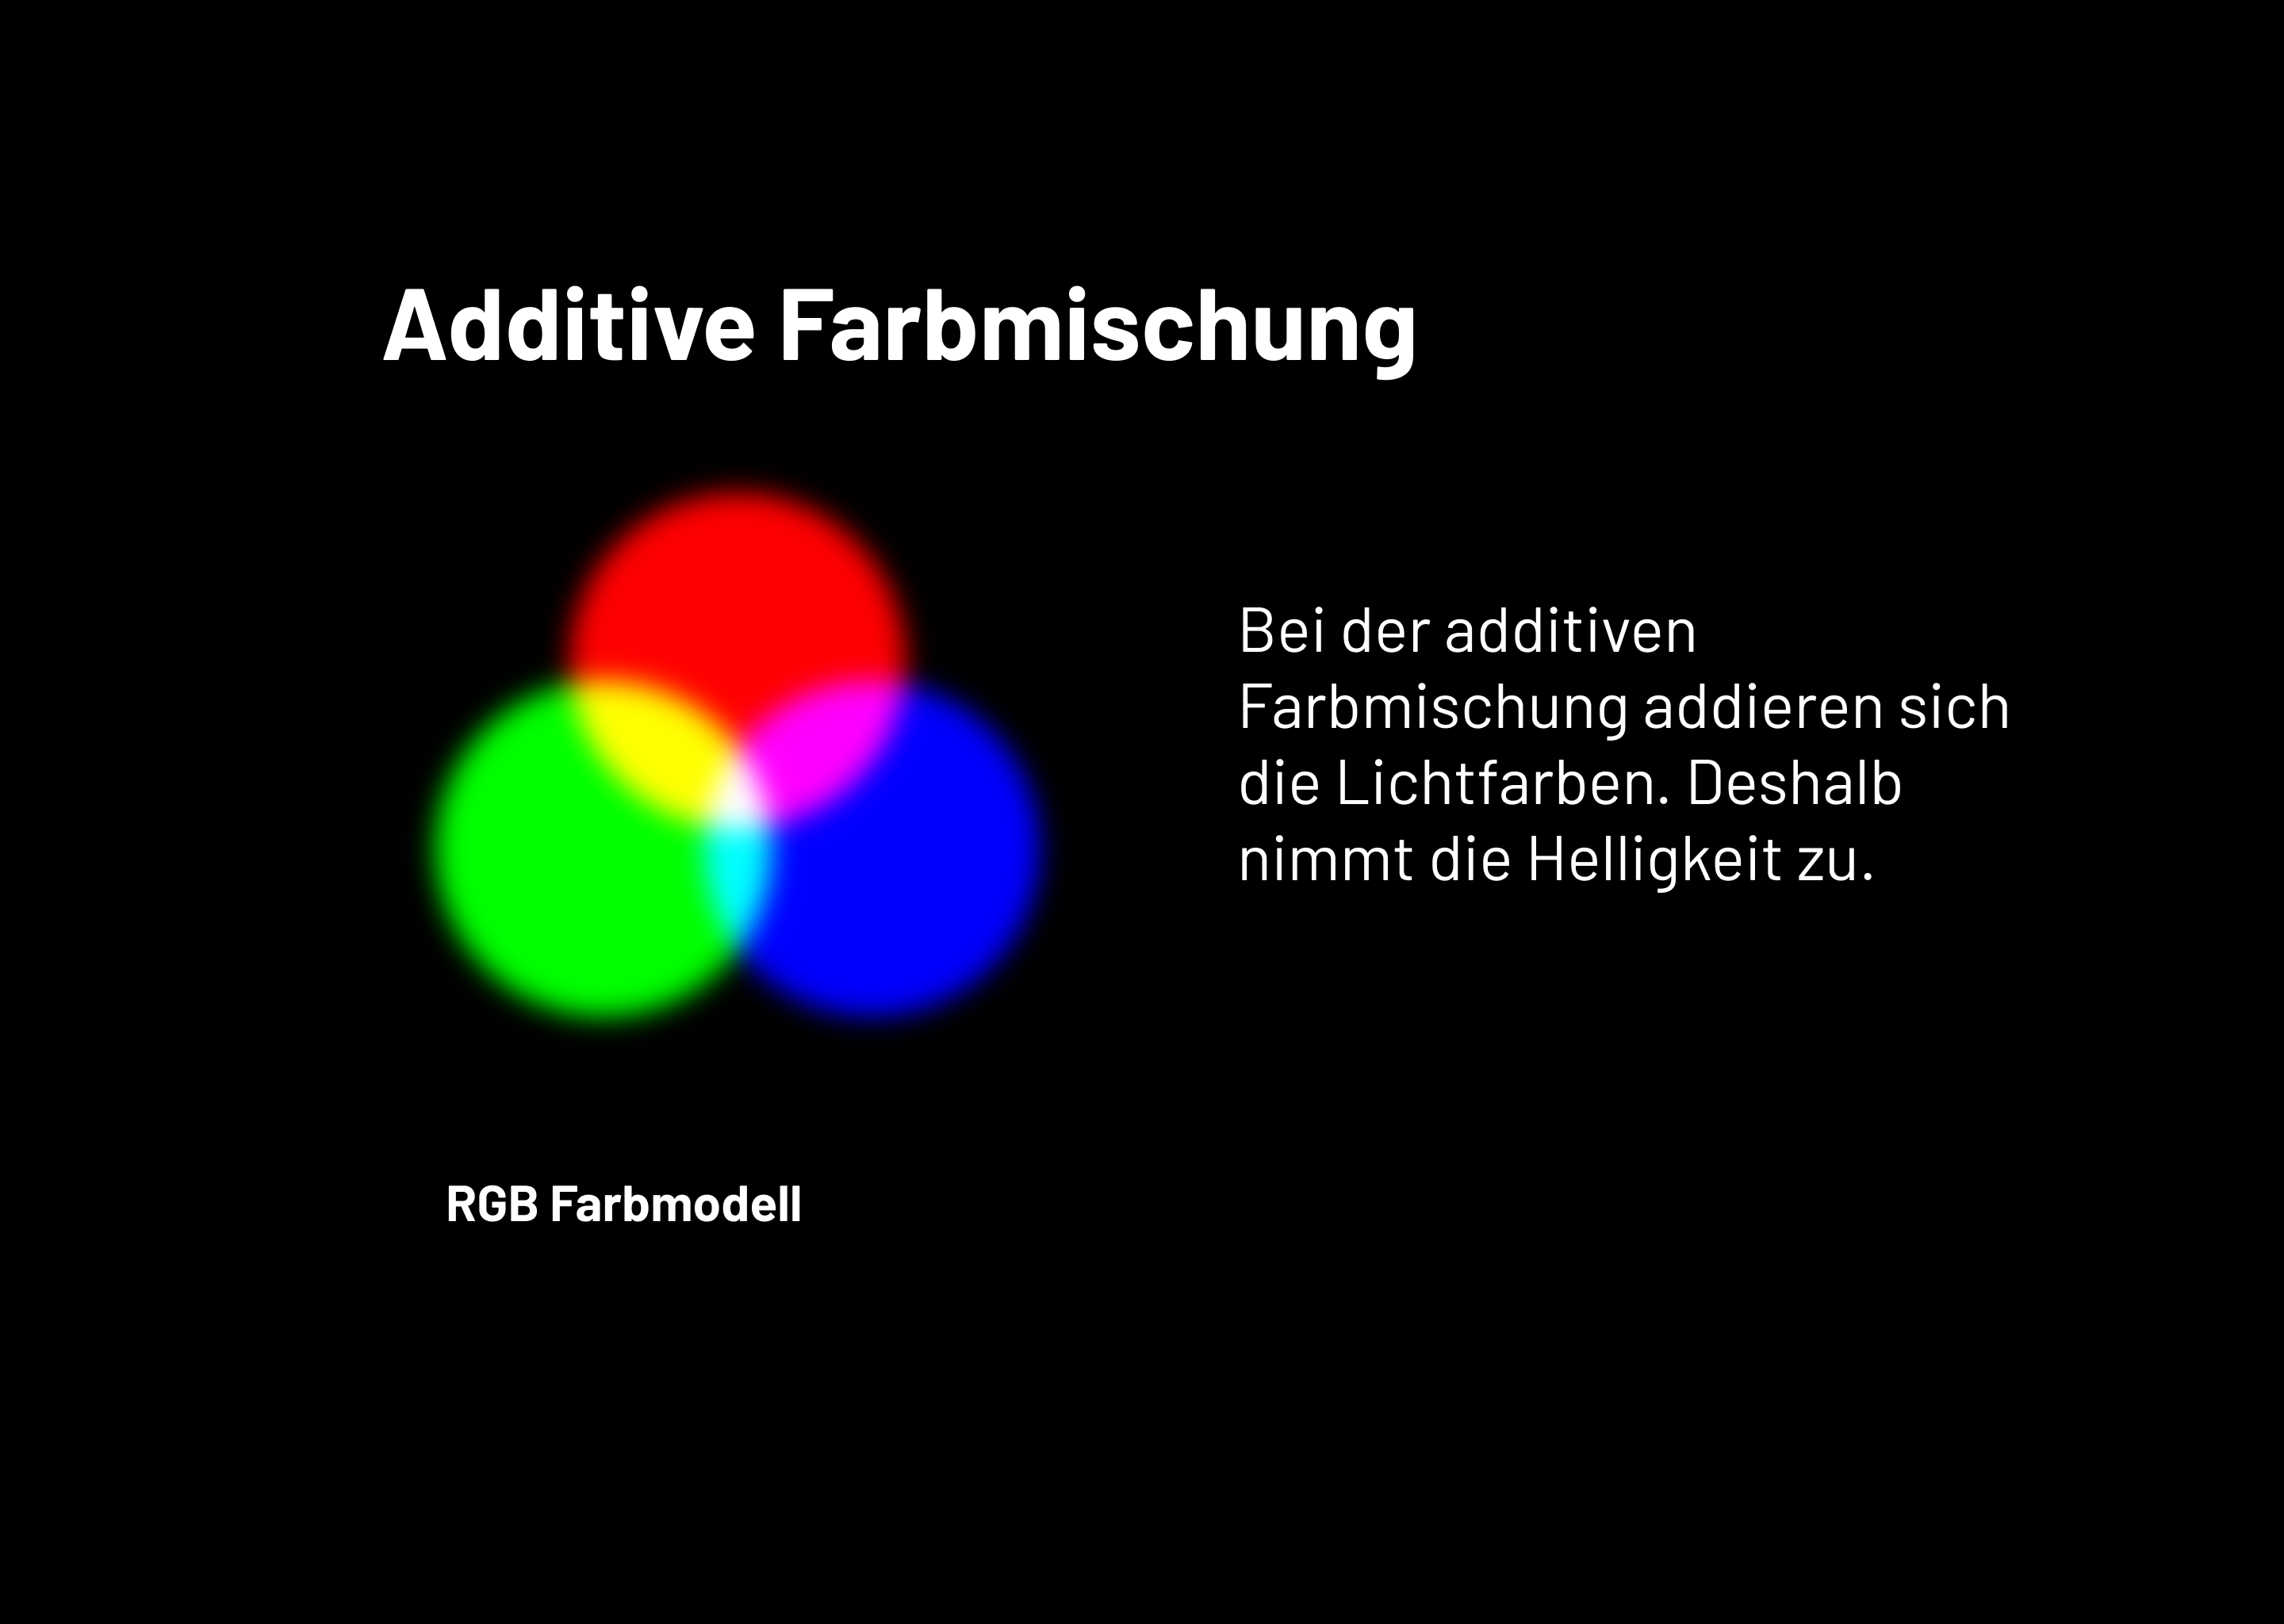 Additive Farbmischung
Bei der additiven
Farbmischung addieren sich
die Lichtfarben. Deshalb
nimmt die Helligkeit zu.
RGB Farbmodell